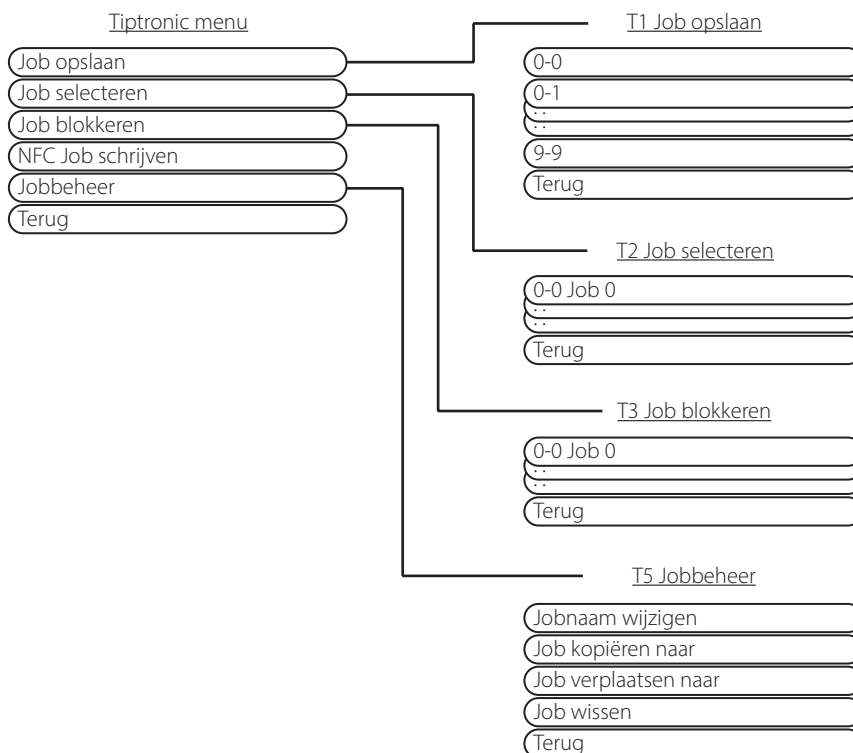 Tiptronic menu
Job opslaan
Job selecteren
Job blokkeren
NFC Job schrijven
Jobbeheer
Terug
T1 Job opslaan
0-0
0-1
: :
: :
9-9
Terug
T2 Job selecteren
0-0 Job 0
: :
: :
Terug
T3 Job blokkeren
0-0 Job 0
: :
: :
Terug
T5 Jobbeheer
Jobnaam wijzigen
Job kopiëren naar
Job verplaatsen naar
Job wissen
Terug